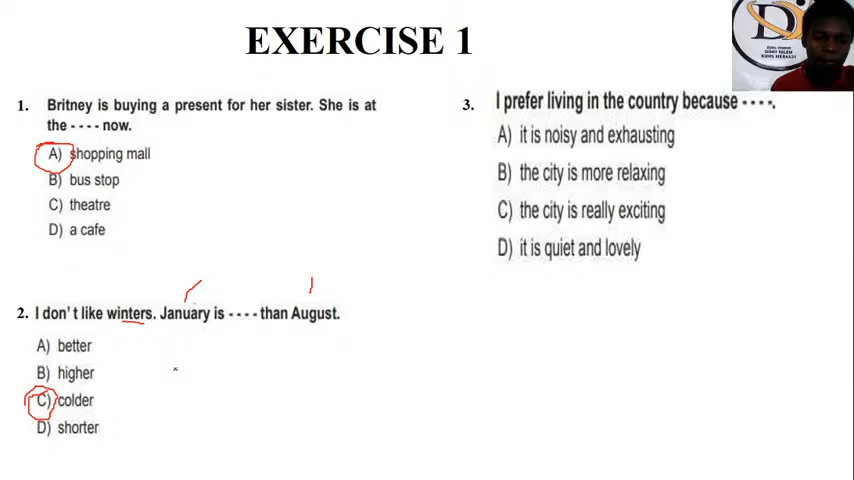 EXERCISE 1
1. Britney is buying a present for her sister. She is at
the - - - - now.
A) shopping mall
B) bus stop
C) theatre
D) a cafe
2. I don't like winters. January is - - - - than August.
A) better
B) higher
C) colder
D) shorter
3. I prefer living in the country because - - - -.
A) it is noisy and exhausting
B) the city is more relaxing
C) the city is really exciting
D) it is quiet and lovely
KURS MERKEZI